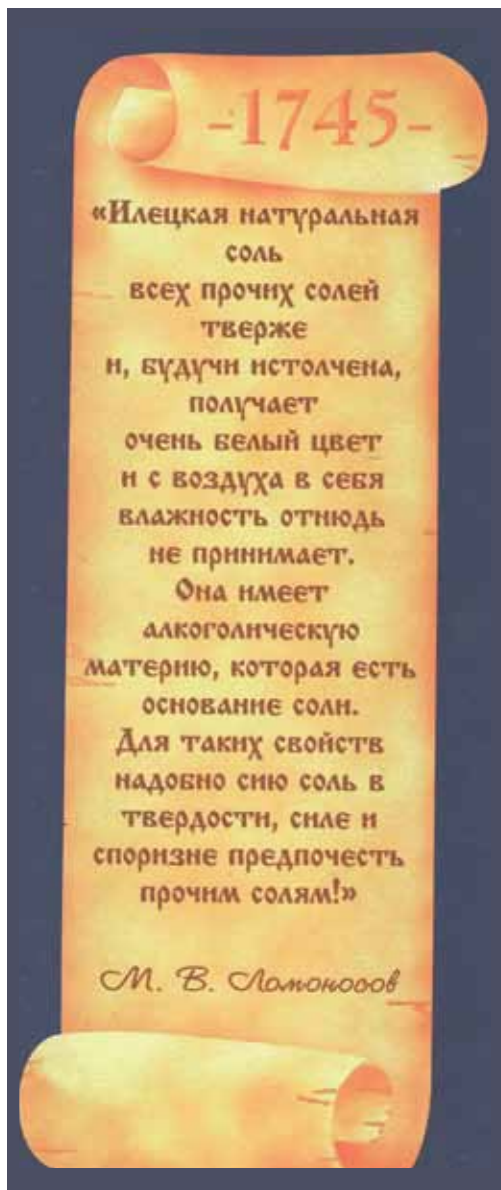 -1745-
«Илецкая натуральная
соль
всех прочих солей
тверже
и, будучи истолчена,
получает
очень белый цвет
и с воздуха в себя
влажность отнюдь
не принимает.
Она имеет
алкоголическую
материю, которая есть
основание соли.
Для таких свойств
надобно сию соль в
твердости, силе и
споризне предпочесть
прочим солям!»
М. В. Ломоносов